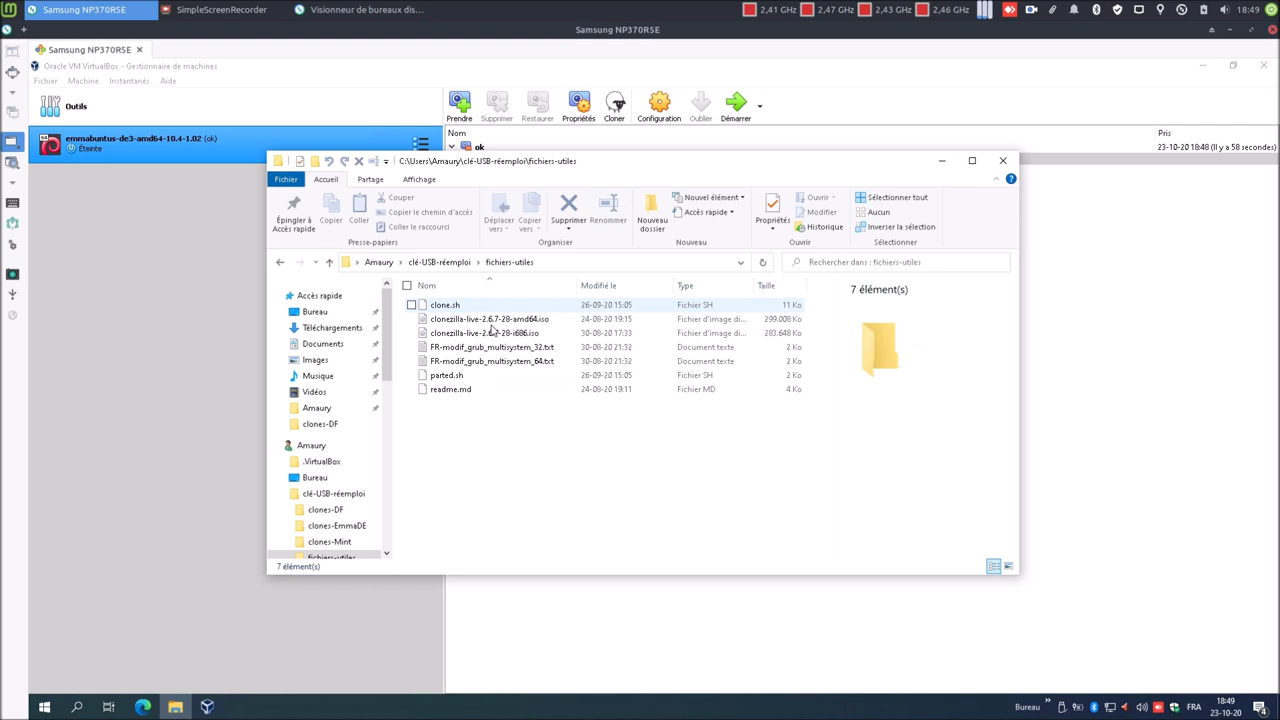 Samsung NP370R5E
SimpleScreenRecorder
Visionneur de bureaux dis...
2,41 GHz
2,47 GHz
2,43 GHz
2,46 GHz
18:49
Samsung NP370R5E
Samsung NP370R5E
Oracle VM VirtualBox - Gestionnaire de machines
Fichier Machine Instantanés Aide
Outils
Prendre Supprimer Restaurer Propriétés Cloner Configuration Oublier Démarrer
Nom Pris
emmabuntus-de3-amd64-10.4-1.02 (ok)
Éteinte
ok 23-10-20 18:48 (Il y a 58 secondes)
C:\Users\Amaury\clé-USB-réemploi\fichiers-utiles
Fichier Accueil Partage Affichage
Épingler à Accès rapide
Copier
Coller
Couper
Copier le chemin d'accès
Coller le raccourci
Déplacer vers
Copier vers
Supprimer
Renommer
Nouveau dossier
Nouvel élément
Accès rapide
Propriétés
Ouvrir
Modifier
Historique
Sélectionner tout
Aucun
Inverser la sélection
Presse-papiers Organiser Nouveau Ouvrir Sélectionner
Amaury clé-USB-réemploi fichiers-utiles
Rechercher dans : fichiers-utiles
Accès rapide
Bureau
Téléchargements
Documents
Images
Musique
Vidéos
Amaury
clones-DF
Amaury
.VirtualBox
Bureau
clé-USB-réemploi
clones-DF
clones-EmmaDE
clones-Mint
fichiers-utiles
Nom Modifié le Type Taille
clone.sh 26-09-20 15:05 Fichier SH 11 Ko
clonezilla-live-2.6.7-28-amd64.iso 24-08-20 19:15 Fichier d'image di... 299.008 Ko
clonezilla-live-2.6.7-28-i686.iso 30-08-20 17:33 Fichier d'image di... 283.648 Ko
FR-modif_grub_multisystem_32.txt 30-08-20 21:32 Document texte 2 Ko
FR-modif_grub_multisystem_64.txt 30-08-20 21:32 Document texte 2 Ko
parted.sh 26-09-20 15:05 Fichier SH 2 Ko
readme.md 24-08-20 19:11 Fichier MD 4 Ko
7 élément(s)
7 élément(s)
Bureau
FRA
18:49
23-10-20
4